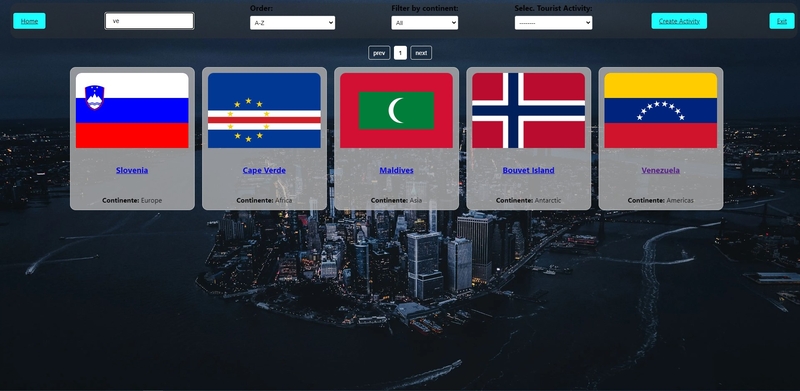 Home
ve
Order:
A-Z
Filter by continent:
All
Selec. Tourist Activity:
--------
Create Activity
Exit
prev
1
next
Slovenia
Continente: Europe
Cape Verde
Continente: Africa
Maldives
Continente: Asia
Bouvet Island
Continente: Antarctic
Venezuela
Continente: Americas